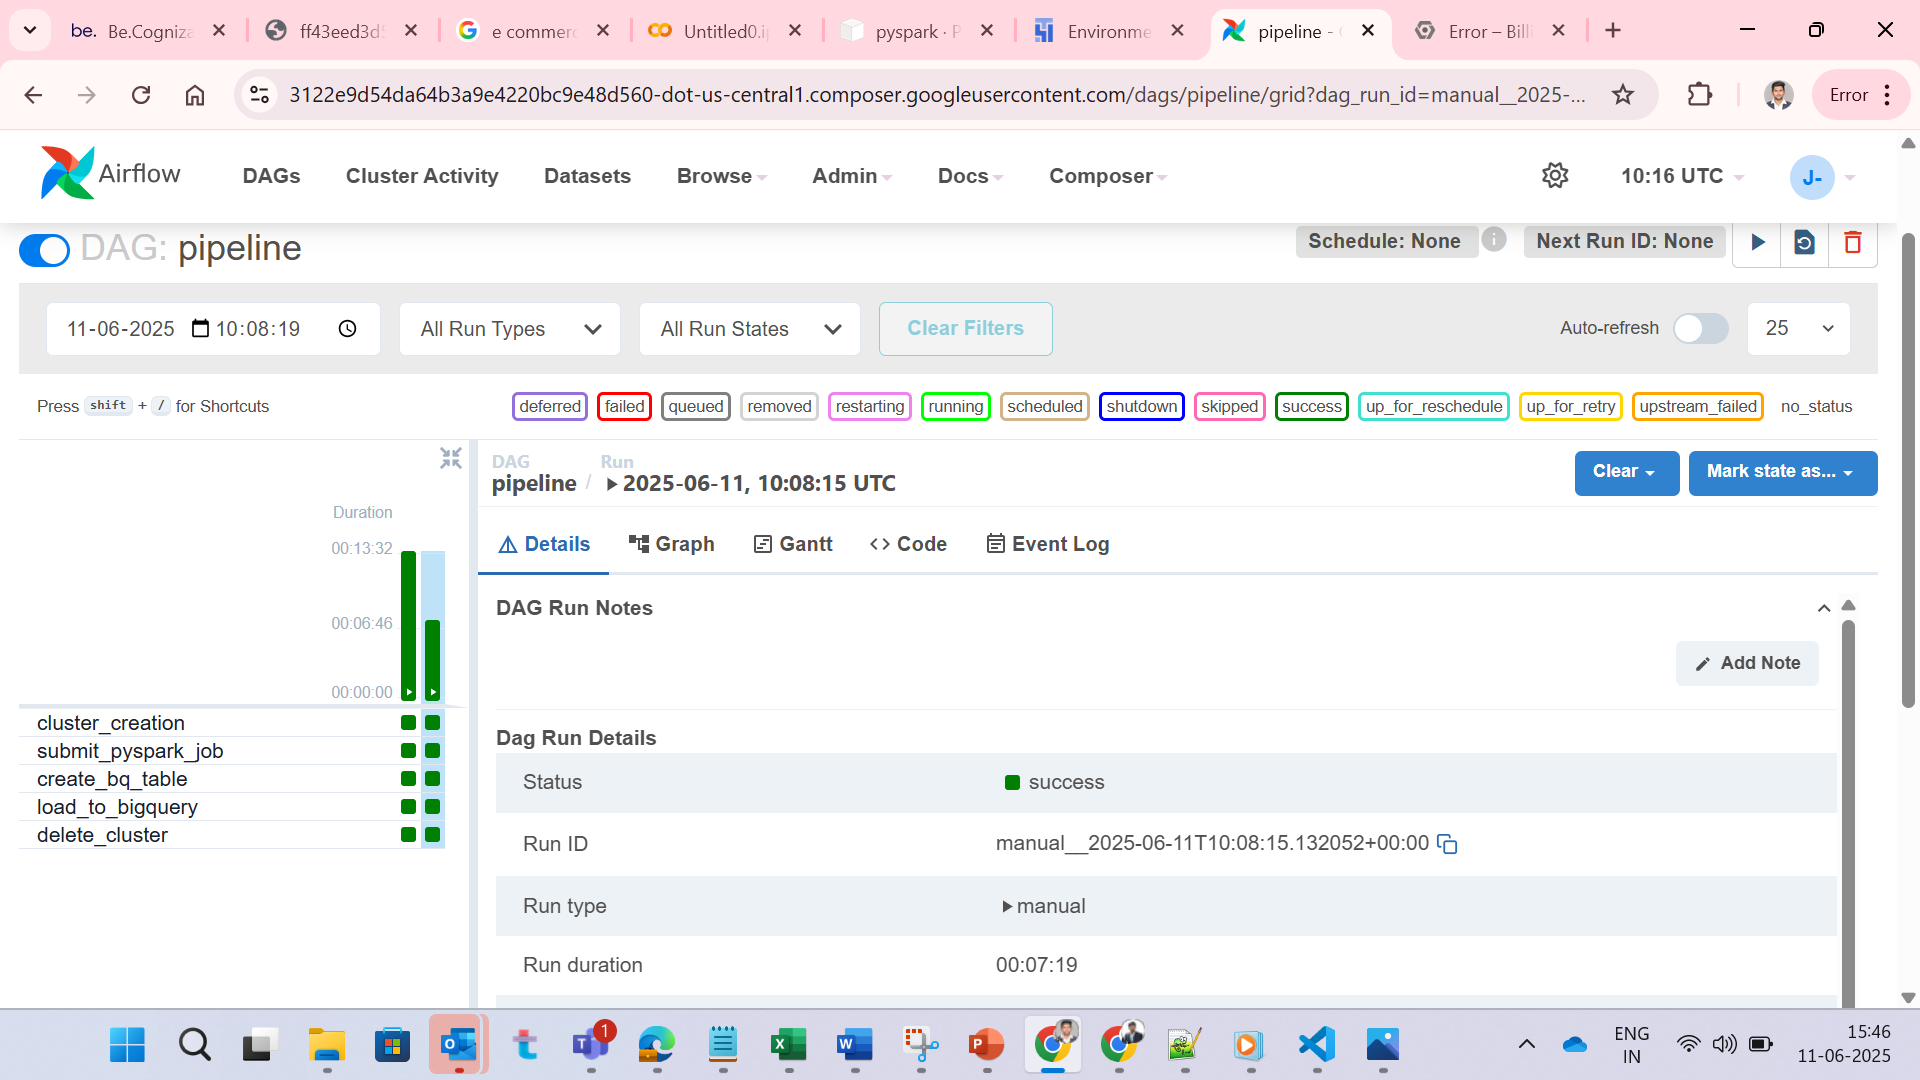 be. Be.Cogniza
ff43eed3d5
e commerc
Untitled0.i
pyspark · P
Environme
pipeline -
Error – Billi
3122e9d54da64b3a9e4220bc9e48d560-dot-us-central1.composer.googleusercontent.com/dags/pipeline/grid?dag_run_id=manual__2025-...
Error
Airflow
DAGs
Cluster Activity
Datasets
Browse
Admin
Docs
Composer
10:16 UTC
J-
DAG: pipeline
Schedule: None
i
Next Run ID: None
11-06-2025 10:08:19
All Run Types
All Run States
Clear Filters
Auto-refresh
25
Press shift + / for Shortcuts
deferred
failed
queued
removed
restarting
running
scheduled
shutdown
skipped
success
up_for_reschedule
up_for_retry
upstream_failed
no_status
DAG
pipeline
/
Run
2025-06-11, 10:08:15 UTC
Clear
Mark state as...
Duration
00:13:32
00:06:46
00:00:00
cluster_creation
submit_pyspark_job
create_bq_table
load_to_bigquery
delete_cluster
Details
Graph
Gantt
Code
Event Log
DAG Run Notes
Add Note
Dag Run Details
Status success
Run ID manual__2025-06-11T10:08:15.132052+00:00
Run type manual
Run duration 00:07:19
1
ENG
IN
15:46
11-06-2025